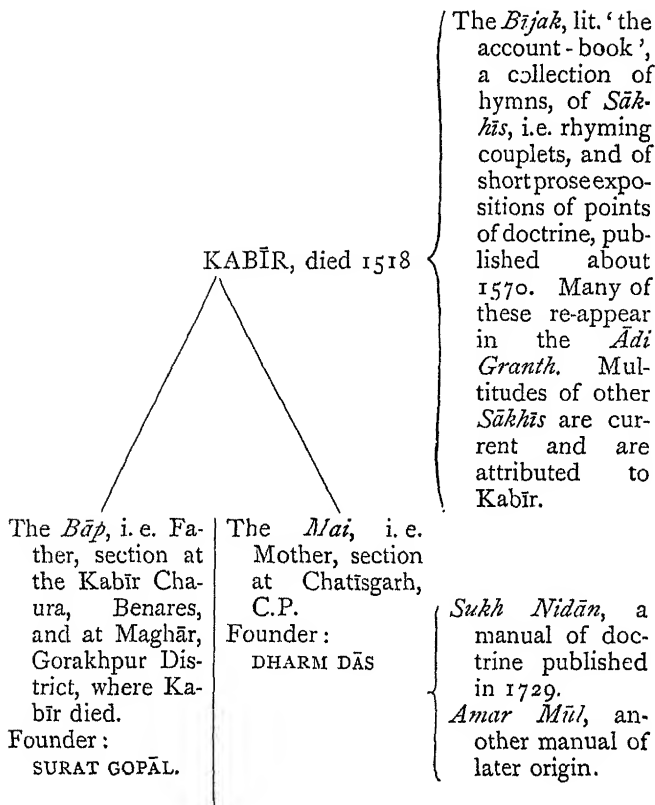 The Bījak, lit. ‘ the
account - book ’,
a collection of
hymns, of Sāk-
hīs, i.e. rhyming
couplets, and of
short prose expo-
sitions of points
of doctrine, pub-
lished about
1570. Many of
these re-appear
in the Ādi
Granth. Mul-
titudes of other
Sākhīs are cur-
rent and are
attributed to
Kabīr.
KABĪR, died 1518
The Bāp, i. e. Fa-
ther, section at
the Kabīr Cha-
ura, Benares,
and at Maghār,
Gorakhpur Dis-
trict, where Ka-
bīr died.
Founder :
SURAT GOPĀL.
The Mai, i. e.
Mother, section
at Chatīsgarh,
C.P.
Founder :
DHARM DĀS
Sukh Nidān, a
manual of doc-
trine published
in 1729.
Amar Mūl, an-
other manual of
later origin.